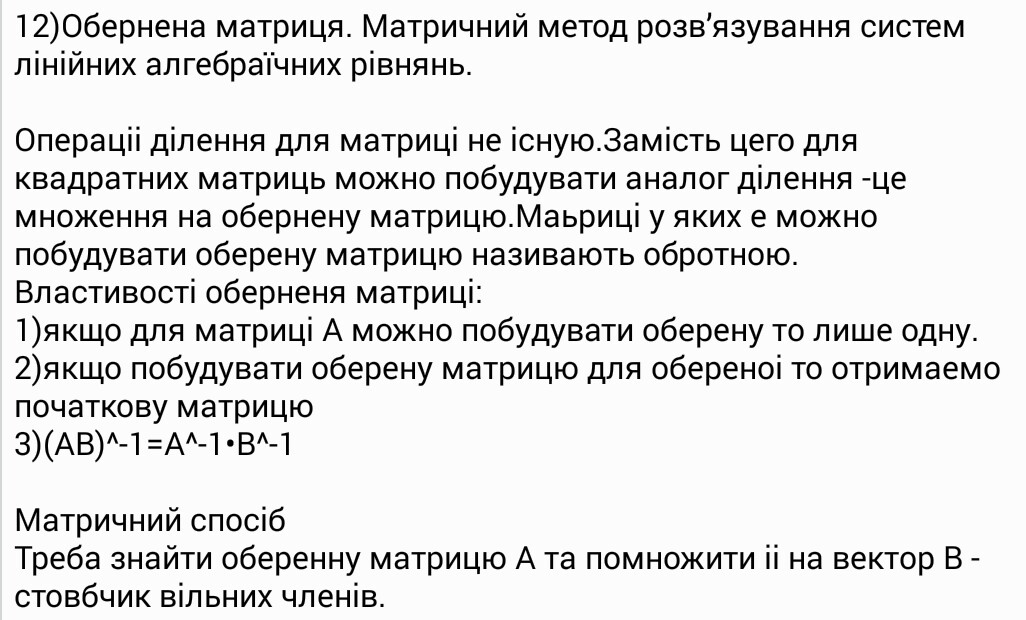 12)Обернена матриця. Матричний метод розв’язування систем
лінійних алгебраїчних рівнянь.
Операціі ділення для матриці не існую.Замість цего для
квадратних матриць можно побудувати аналог ділення -це
множення на обернену матрицю.Маьриці у яких е можно
побудувати оберену матрицю називають обротною.
Властивості оберненя матриці:
1)якщо для матриці А можно побудувати оберену то лише одну.
2)якщо побудувати оберену матрицю для обереноі то отримаемо
початкову матрицю
3)(АВ)^-1=А^-1•В^-1
Матричний спосіб
Треба знайти оберенну матрицю А та помножити іі на вектор В -
стовбчик вільних членів.